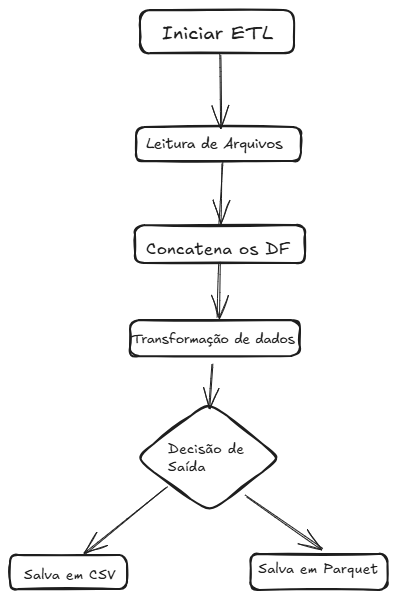 Iniciar ETL
Leitura de Arquivos
Concatena os DF
Transformação de dados
Decisão de
Saída
Salva em CSV
Salva em Parquet